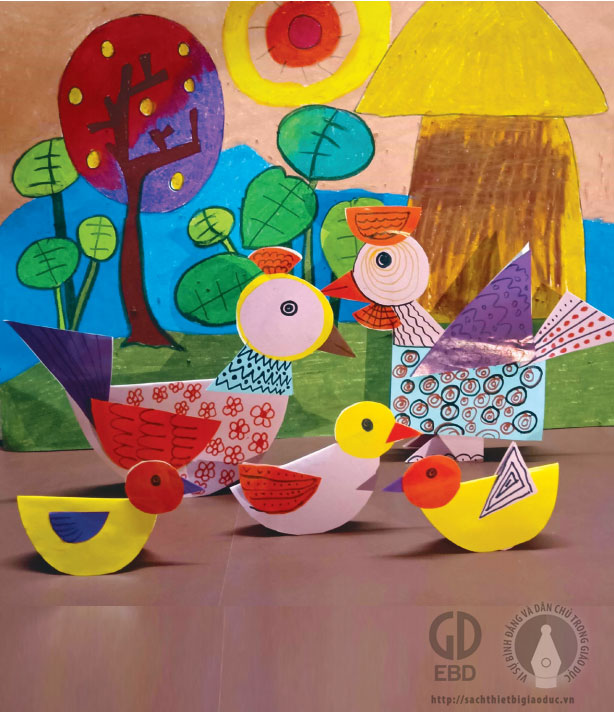 GD
EBD
VÌ SỰ BÌNH ĐẲNG VÀ DÂN CHỦ TRONG GIÁO DỤC
http://sachthietbigiaoduc.vn